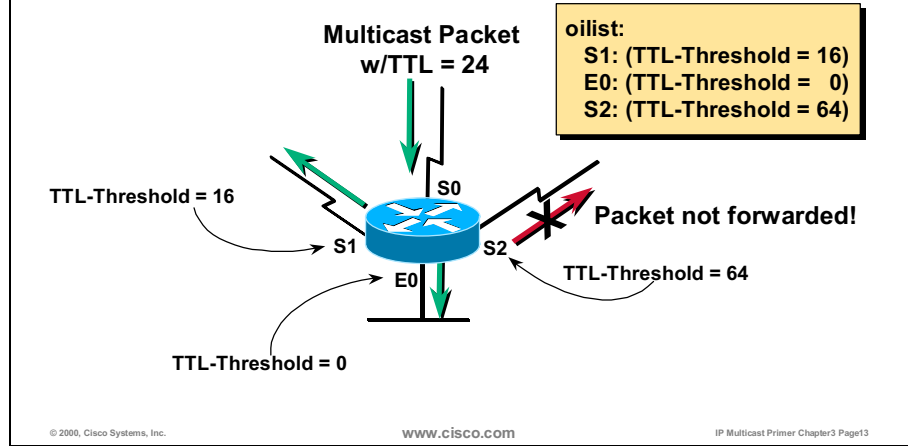 Multicast Packet
w/TTL = 24
oilist:
S1: (TTL-Threshold = 16)
E0: (TTL-Threshold = 0)
S2: (TTL-Threshold = 64)
S0
TTL-Threshold = 16
Packet not forwarded!
S1
S2
E0
TTL-Threshold = 64
TTL-Threshold = 0
© 2000, Cisco Systems, Inc.
www.cisco.com
IP Multicast Primer Chapter3 Page13